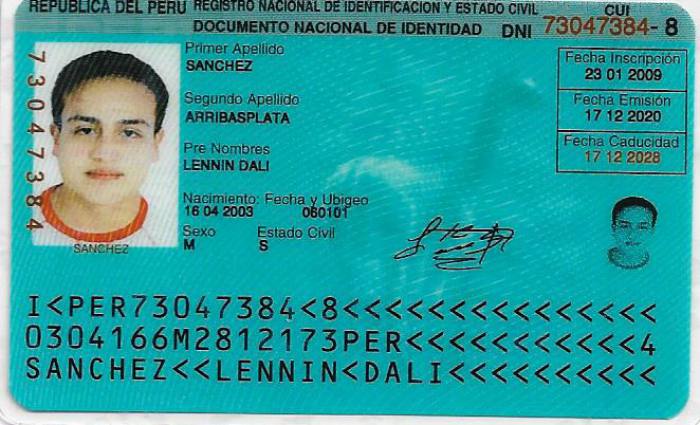 REPUBLICA DEL PERU REGISTRO NACIONAL DE IDENTIFICACION Y ESTADO CIVIL CUI
DOCUMENTO NACIONAL DE IDENTIDAD DNI 73047384 - 8
73047384
Primer Apellido
SANCHEZ
Segundo Apellido
ARRIBASPLATA
Pre Nombres
LENNIN DALI
Nacimiento: Fecha y Ubigeo
16 04 2003 060101
Sexo Estado Civil
M S
SANCHEZ
Fecha Inscripción
23 01 2009
Fecha Emisión
17 12 2020
Fecha Caducidad
17 12 2028
I<PER73047384<8<<<<<<<<<<<<<<<
0304166M2812173PER<<<<<<<<<<<4
SANCHEZ<<LENNIN<DALI<<<<<<<<<<